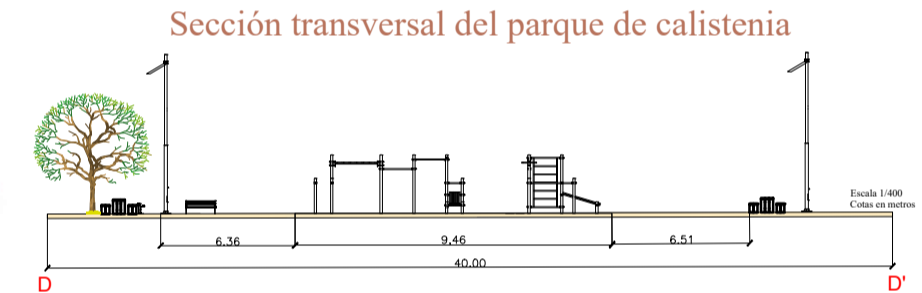 Sección transversal del parque de calistenia
Escala 1/400
Cotas en metros
6.36
9.46
6.51
40.00
D
D'